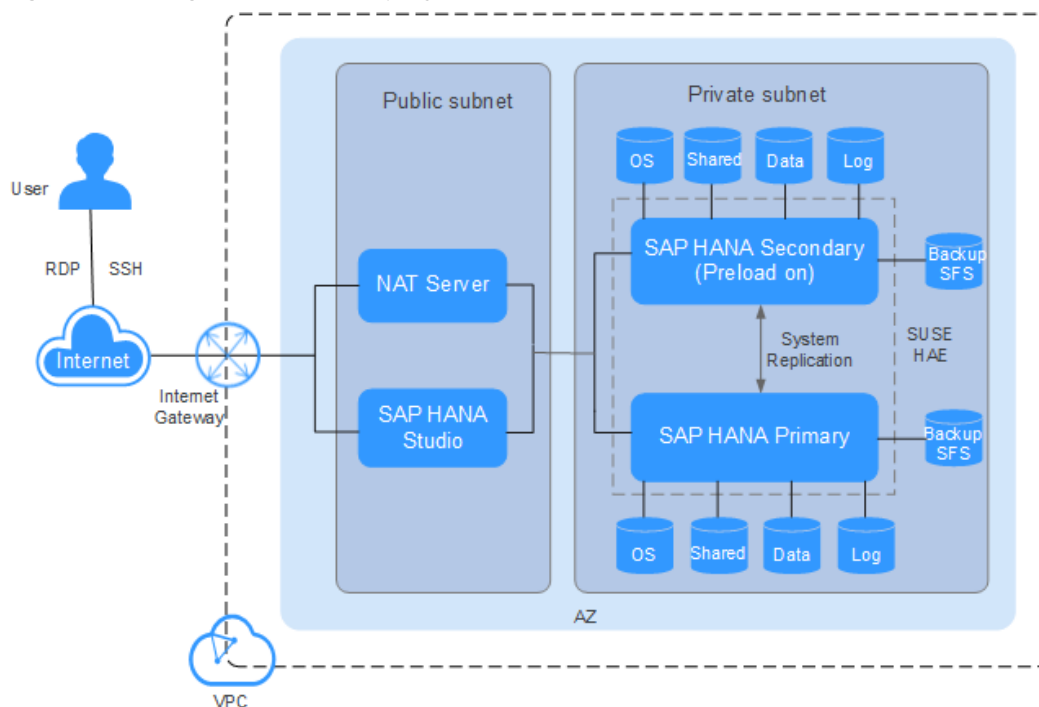 Public subnet
Private subnet
OS
Shared
Data
Log
User
RDP
SSH
Internet
Internet
Gateway
NAT Server
SAP HANA
Studio
SAP HANA Secondary
(Preload on)
Backup
SFS
System
Replication
SUSE
HAE
SAP HANA Primary
Backup
SFS
OS
Shared
Data
Log
AZ
VPC